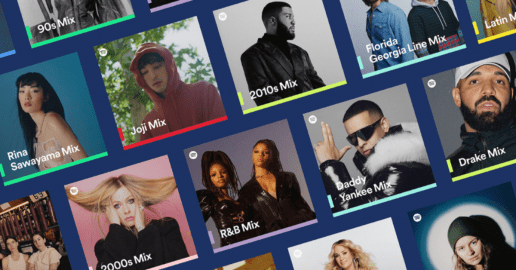 90s Mix
Joji Mix
2010s Mix
Florida
Georgia Line Mix
Latin M
Rina
Sawayama Mix
2000s Mix
R&B Mix
Daddy
Yankee Mix
Drake Mix